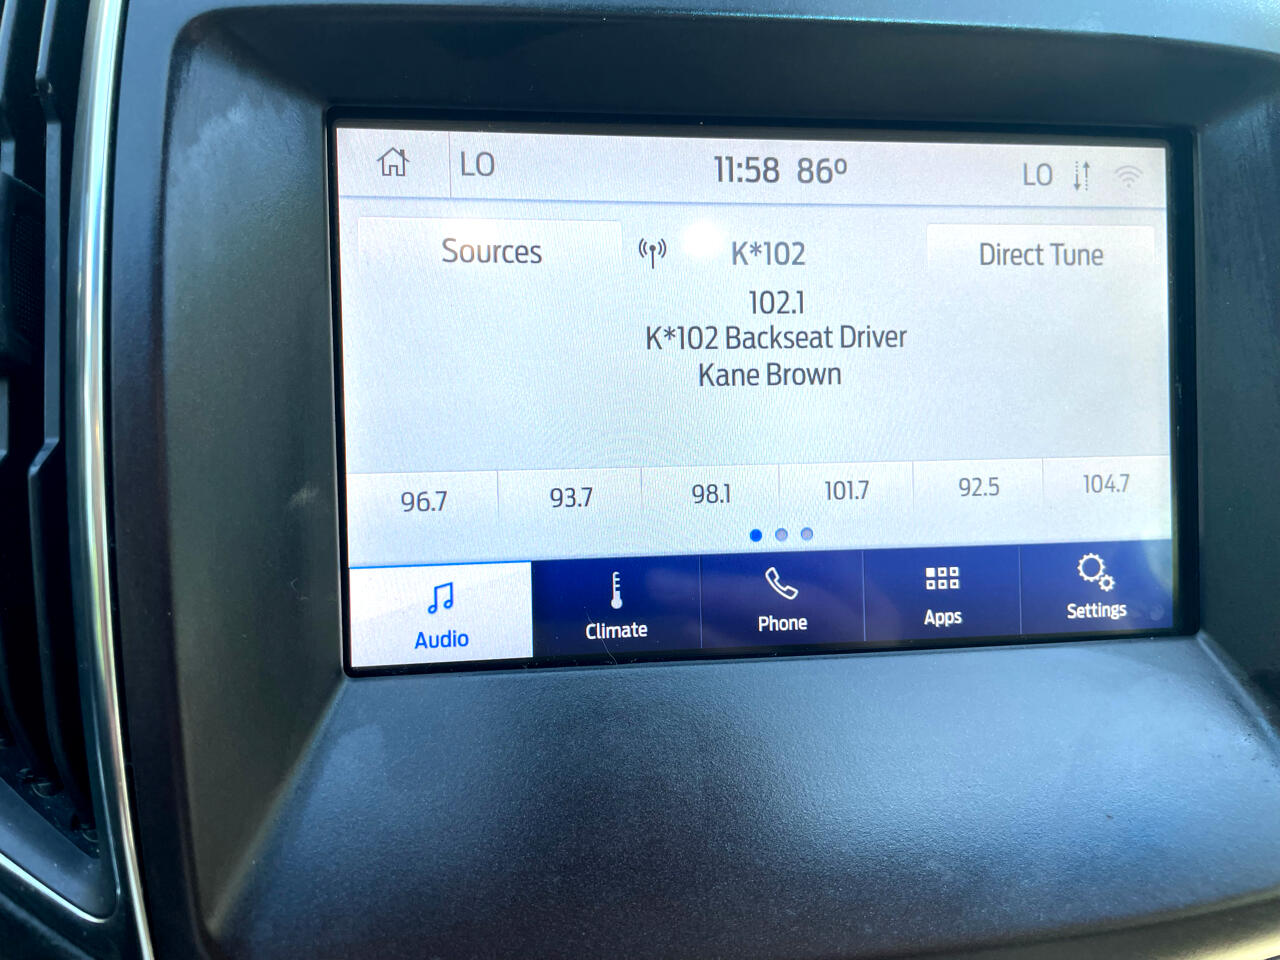 LO 11:58 86º LO
Sources K*102 Direct Tune
102.1
K*102 Backseat Driver
Kane Brown
96.7 93.7 98.1 101.7 92.5 104.7
Audio Climate Phone Apps Settings